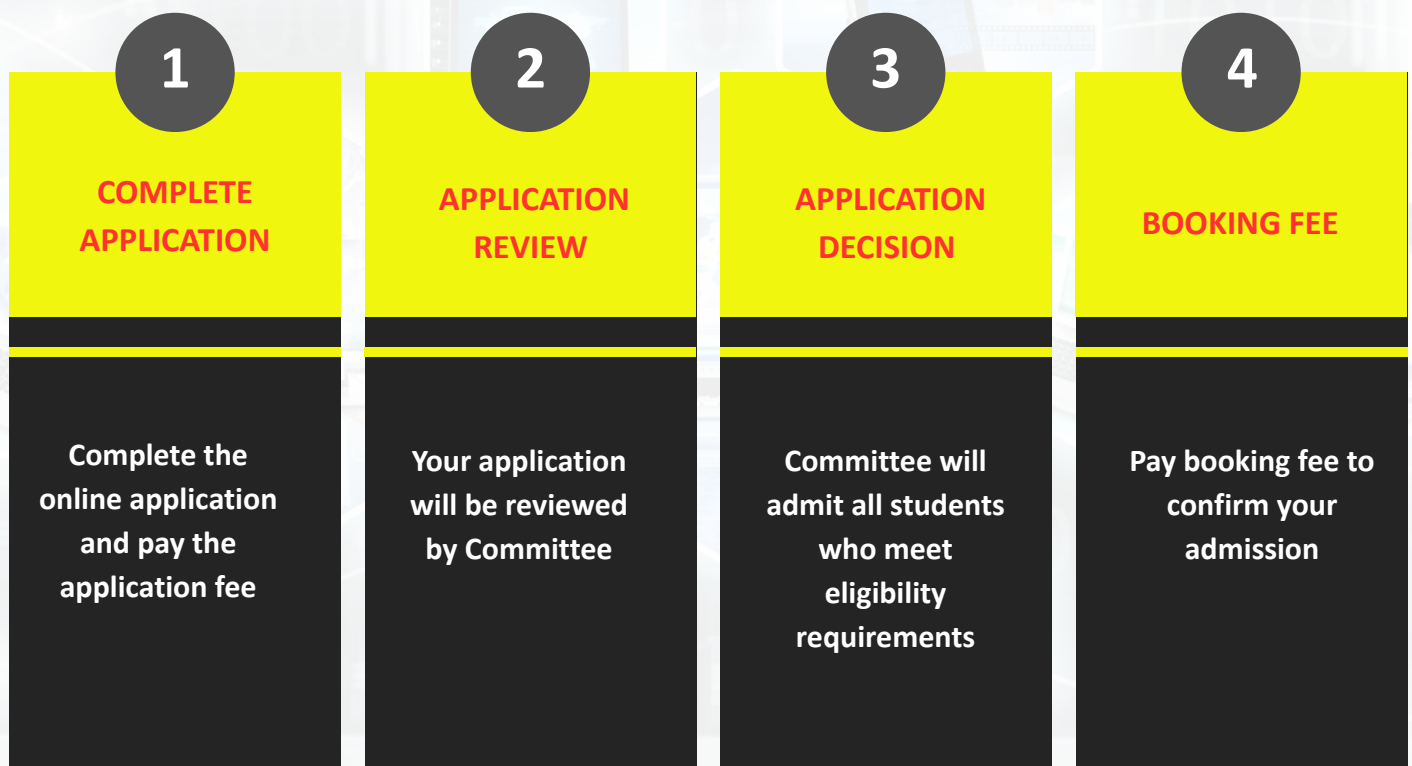 1
COMPLETE
APPLICATION
Complete the
online application
and pay the
application fee
2
APPLICATION
REVIEW
Your application
will be reviewed
by Committee
3
APPLICATION
DECISION
Committee will
admit all students
who meet
eligibility
requirements
4
BOOKING FEE
Pay booking fee to
confirm your
admission